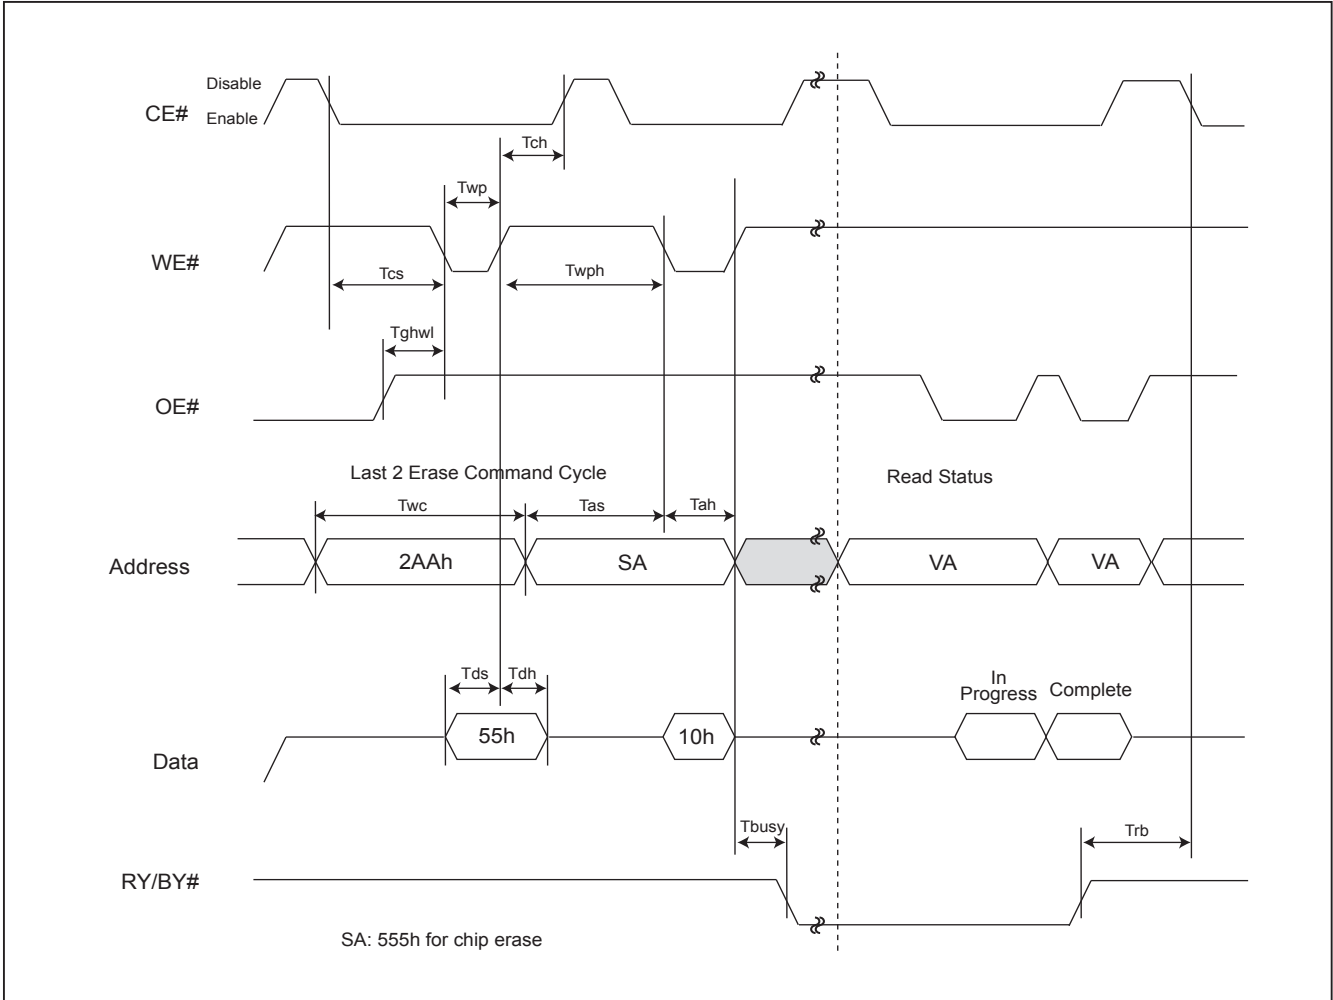 Disable
CE#
Enable
Tch
Twp
WE#
Tcs
Twph
Tghwl
OE#
Last 2 Erase Command Cycle
Read Status
Twc
Tas
Tah
Address
2AAh
SA
VA
VA
Tds
Tdh
In
Progress
Complete
Data
55h
10h
Tbusy
Trb
RY/BY#
SA: 555h for chip erase